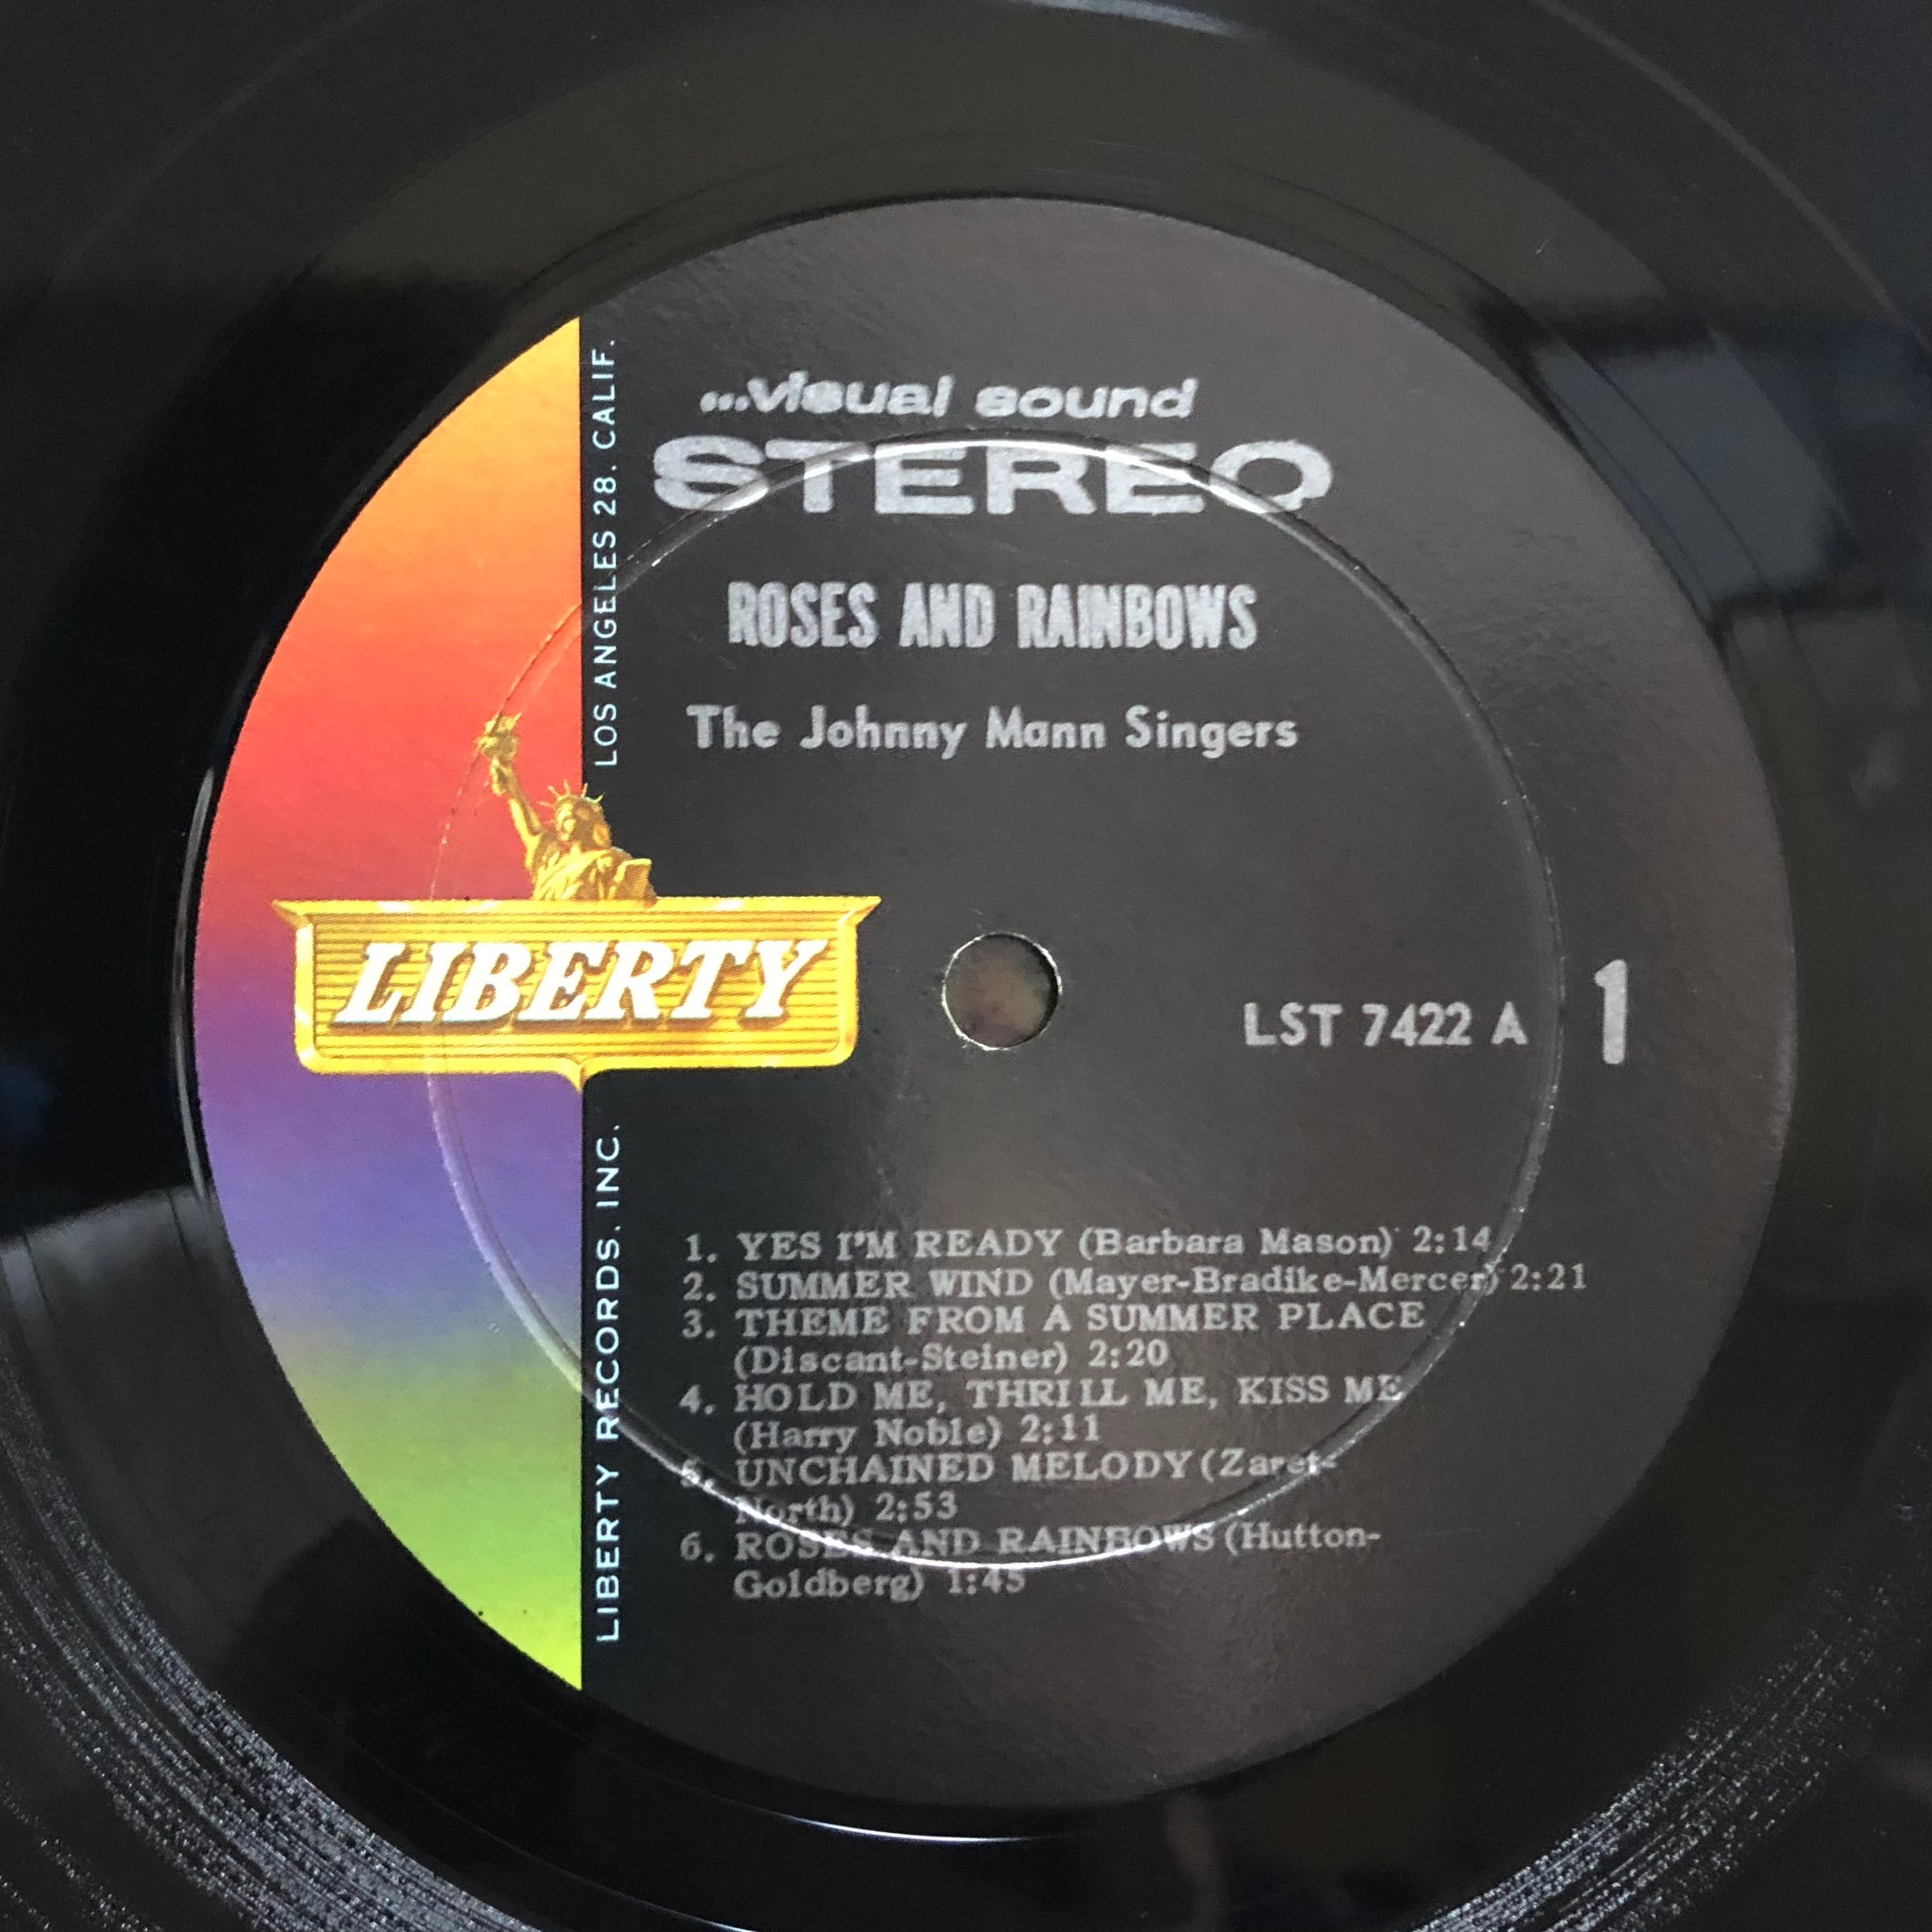 ...visual sound
STEREO
ROSES AND RAINBOWS
The Johnny Mann Singers
LIBERTY
LST 7422 A
1
1. YES I'M READY (Barbara Mason) 2:14
2. SUMMER WIND (Mayer-Bradike-Mercer) 2:21
3. THEME FROM A SUMMER PLACE
(Discant-Steiner) 2:20
4. HOLD ME, THRILL ME, KISS ME
(Harry Noble) 2:11
5. UNCHAINED MELODY (Zaret-
North) 2:53
6. ROSES AND RAINBOWS (Hutton-
Goldberg) 1:45
LIBERTY RECORDS. INC.
LOS ANGELES 28. CALIF.